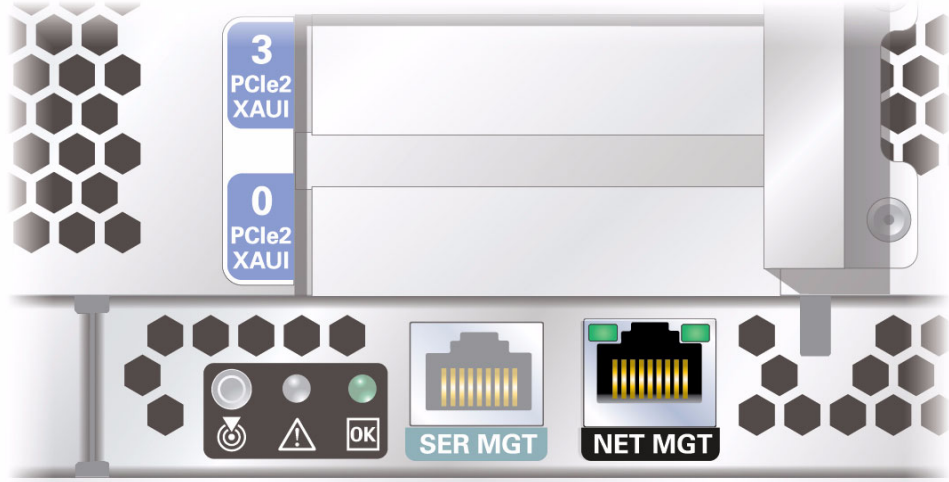 3
PCIe2
XAUI
0
PCIe2
XAUI
OK
SER MGT
NET MGT